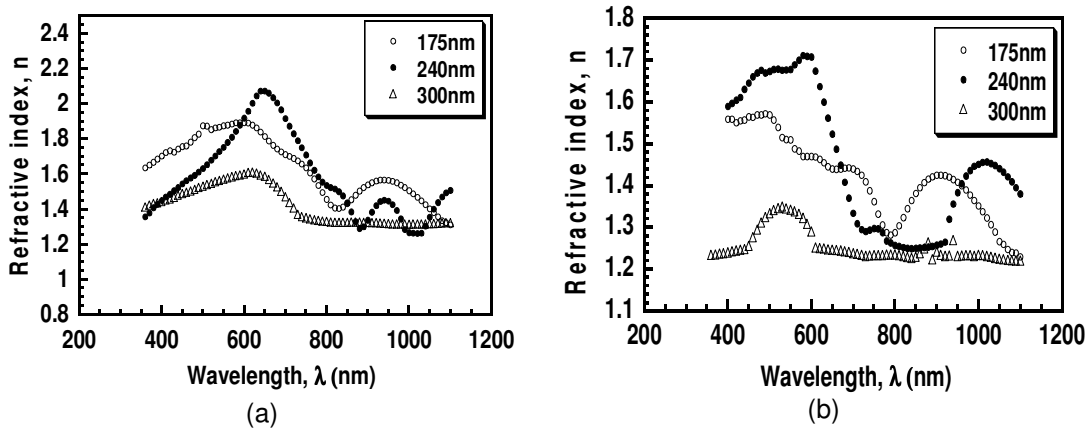 2.4
2.2
2
1.8
1.6
1.4
1.2
1
0.8
Refractive index, n
175nm
240nm
300nm
200 400 600 800 1000 1200
Wavelength, λ (nm)
(a)
1.8
1.7
1.6
1.5
1.4
1.3
1.2
1.1
Refractive index, n
175nm
240nm
300nm
200 400 600 800 1000 1200
Wavelength, λ (nm)
(b)